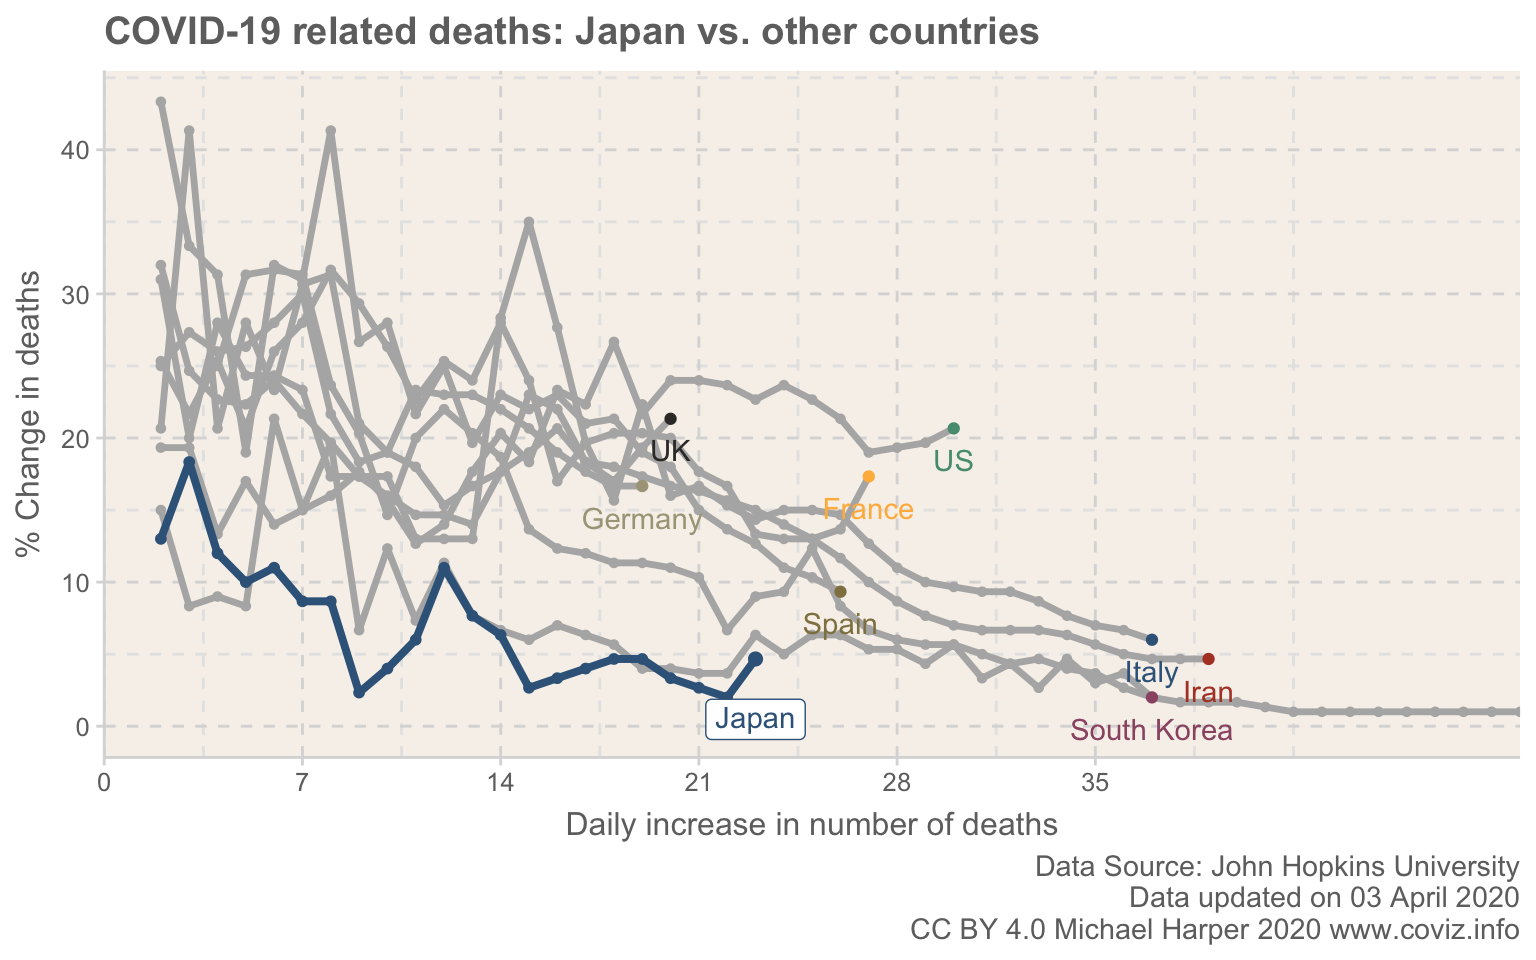 COVID-19 related deaths: Japan vs. other countries
% Change in deaths
40
30
20
10
0
UK
US
Germany
France
Spain
Italy
Iran
Japan
South Korea
0 7 14 21 28 35
Daily increase in number of deaths
Data Source: John Hopkins University
Data updated on 03 April 2020
CC BY 4.0 Michael Harper 2020 www.coviz.info